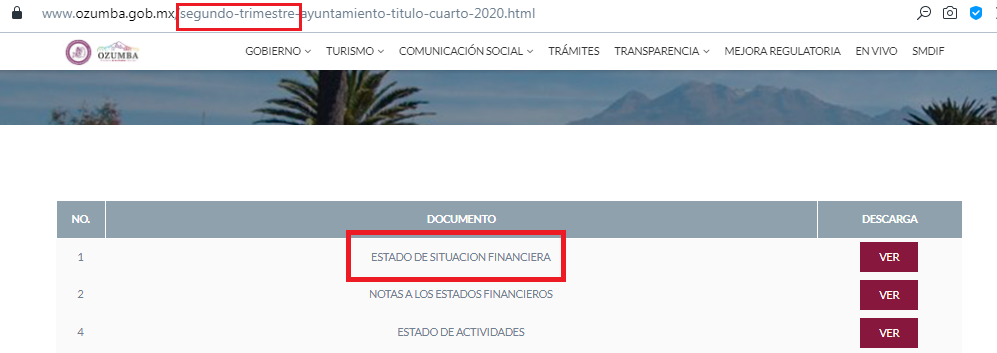 www.ozumba.gob.mx/segundo-trimestre-ayuntamiento-titulo-cuarto-2020.html
OZUMBA GOBIERNO TURISMO COMUNICACIÓN SOCIAL TRÁMITES TRANSPARENCIA MEJORA REGULATORIA EN VIVO SMDIF
NO. DOCUMENTO DESCARGA
1 ESTADO DE SITUACION FINANCIERA VER
2 NOTAS A LOS ESTADOS FINANCIEROS VER
4 ESTADO DE ACTIVIDADES VER